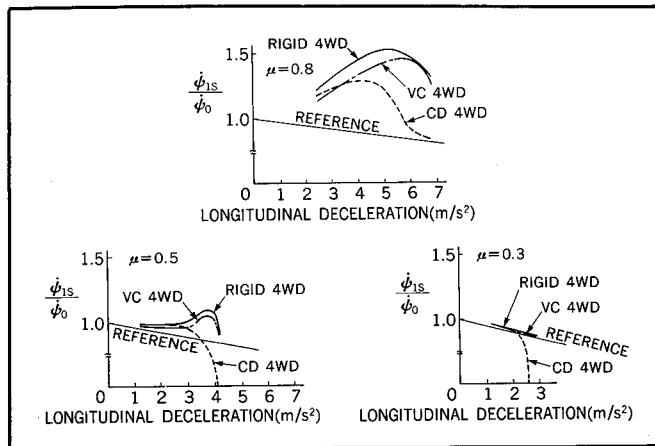 RIGID 4WD
1.5
μ=0.8
VC 4WD
ψ̇1S
ψ̇0
CD 4WD
1.0
REFERENCE
0 1 2 3 4 5 6 7
LONGITUDINAL DECELERATION(m/s²)
1.5
μ=0.5
VC 4WD
RIGID 4WD
ψ̇1S
ψ̇0
1.0
REFERENCE
CD 4WD
0 1 2 3 4 5 6
LONGITUDINAL DECELERATION(m/s²)
1.5
μ=0.3
RIGID 4WD
VC 4WD
ψ̇1S
ψ̇0
1.0
REFERENCE
CD 4WD
0 1 2 3
LONGITUDINAL DECELERATION(m/s²)